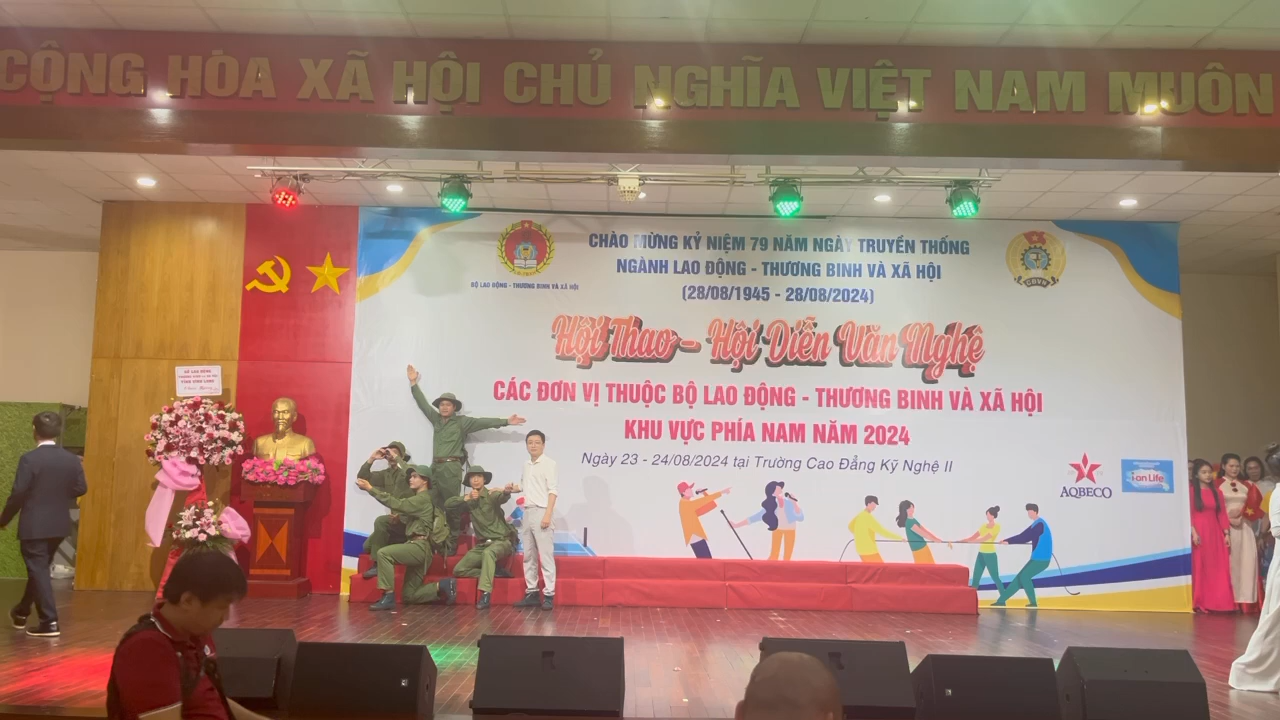 CỘNG HÒA XÃ HỘI CHỦ NGHĨA VIỆT NAM MUÔN
CHÀO MỪNG KỶ NIỆM 79 NĂM NGÀY TRUYỀN THỐNG
NGÀNH LAO ĐỘNG - THƯƠNG BINH VÀ XÃ HỘI
(28/08/1945 - 28/08/2024)
BỘ LAO ĐỘNG - THƯƠNG BINH VÀ XÃ HỘI
Hội Thao - Hội Diễn Văn Nghệ
CÁC ĐƠN VỊ THUỘC BỘ LAO ĐỘNG - THƯƠNG BINH VÀ XÃ HỘI
KHU VỰC PHÍA NAM NĂM 2024
Ngày 23 - 24/08/2024 tại Trường Cao Đẳng Kỹ Nghệ II
AQBECO
i on Life